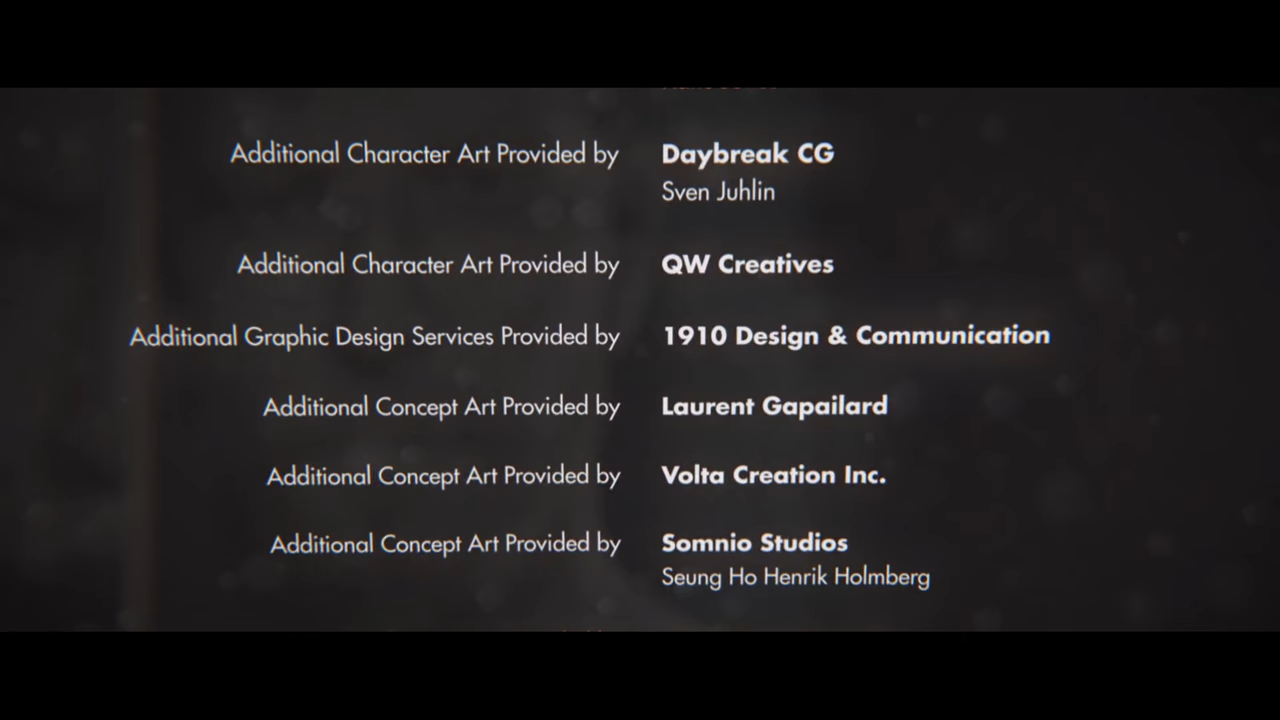 Additional Character Art Provided by Daybreak CG
Sven Juhlin
Additional Character Art Provided by QW Creatives
Additional Graphic Design Services Provided by 1910 Design & Communication
Additional Concept Art Provided by Laurent Gapailard
Additional Concept Art Provided by Volta Creation Inc.
Additional Concept Art Provided by Somnio Studios
Seung Ho Henrik Holmberg